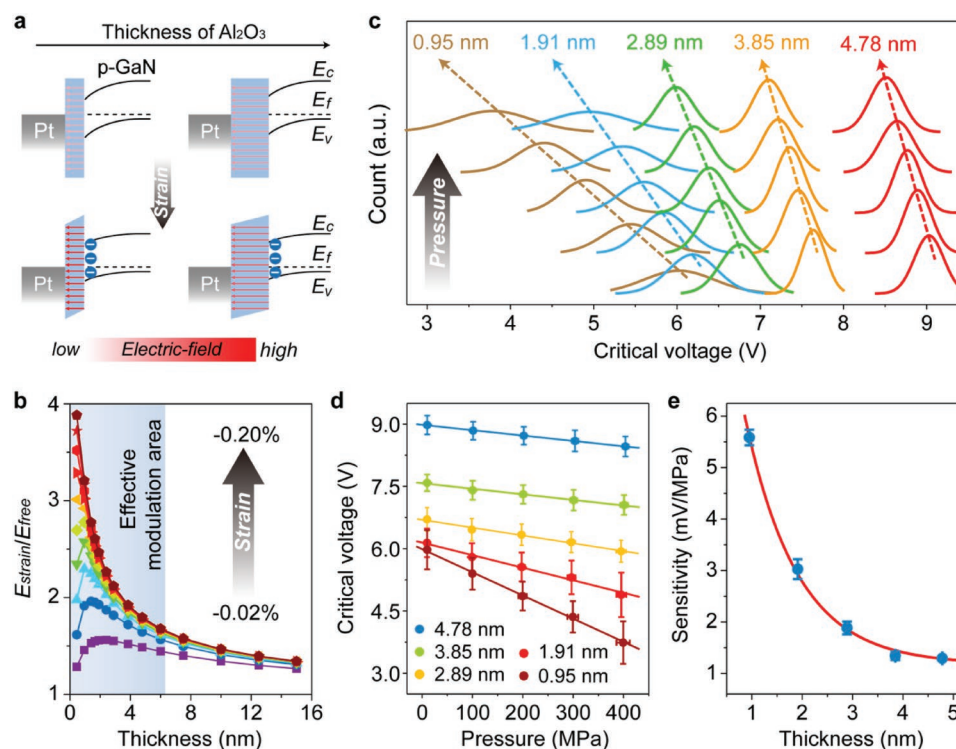 a
Thickness of Al₂O₃
p-GaN
Ec
Ef
Ev
Pt
Pt
Ec
Ef
Ev
Strain
Pt
Ec
Ef
Ev
Pt
Ec
Ef
Ev
low Electric-field high
b
Estrain/Efree
4
3
2
1
Effective
modulation area
-0.20%
Strain
-0.02%
0 4 8 12 16
Thickness (nm)
c
0.95 nm 1.91 nm 2.89 nm 3.85 nm 4.78 nm
Count (a.u.)
Pressure
3 4 5 6 7 8 9
Critical voltage (V)
d
Critical voltage (V)
9.0
7.5
6.0
4.5
3.0
4.78 nm
3.85 nm 1.91 nm
2.89 nm 0.95 nm
0 100 200 300 400
Pressure (MPa)
e
Sensitivity (mV/MPa)
6
5
4
3
2
1
1 2 3 4 5
Thickness (nm)